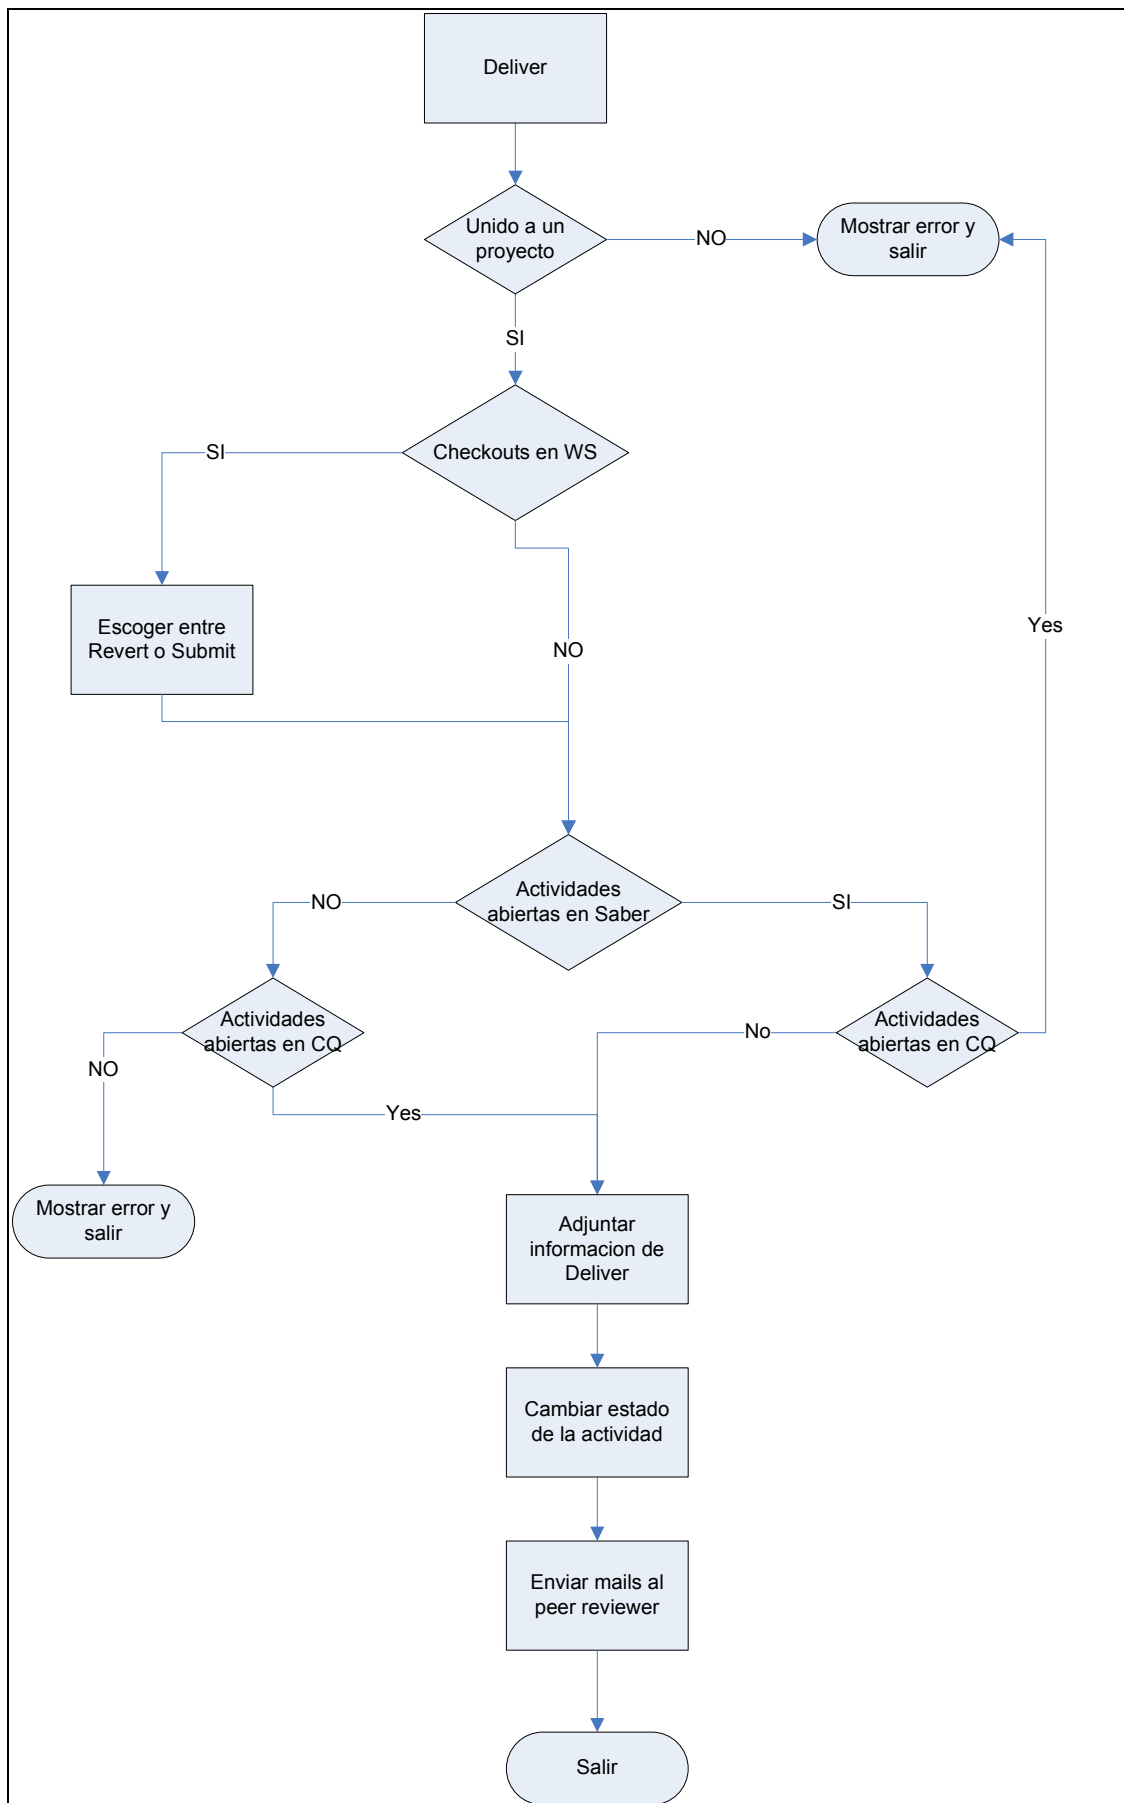 Deliver
Unido a un
proyecto
NO
Mostrar error y
salir
SI
Checkouts en WS
SI
Escoger entre
Revert o Submit
NO
Yes
Actividades
abiertas en Saber
NO
SI
Actividades
abiertas en CQ
No
Actividades
abiertas en CQ
NO
Yes
Mostrar error y
salir
Adjuntar
informacion de
Deliver
Cambiar estado
de la actividad
Enviar mails al
peer reviewer
Salir